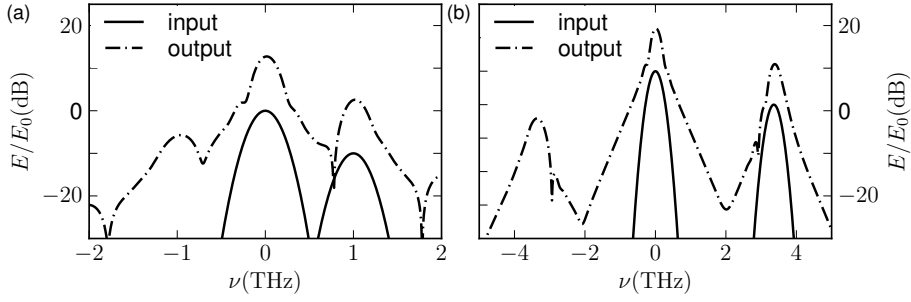 (a)
input
output
20
0
−20
E/E₀(dB)
−2
−1
0
1
2
ν(THz)
(b)
input
output
20
0
−20
E/E₀(dB)
−4
−2
0
2
4
ν(THz)